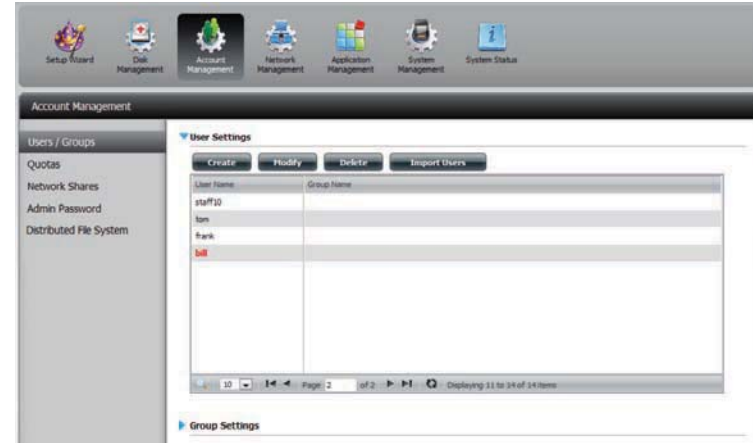 Setup Wizard
Disk Management
Account Management
Network Management
Application Management
System Management
System Status
Account Management
Users / Groups
Quotas
Network Shares
Admin Password
Distributed File System
User Settings
Create Modify Delete Import Users
User Name Group Name
staff10
tom
frank
bill
10 Page 2 of 2 Displaying 11 to 14 of 14 items
Group Settings